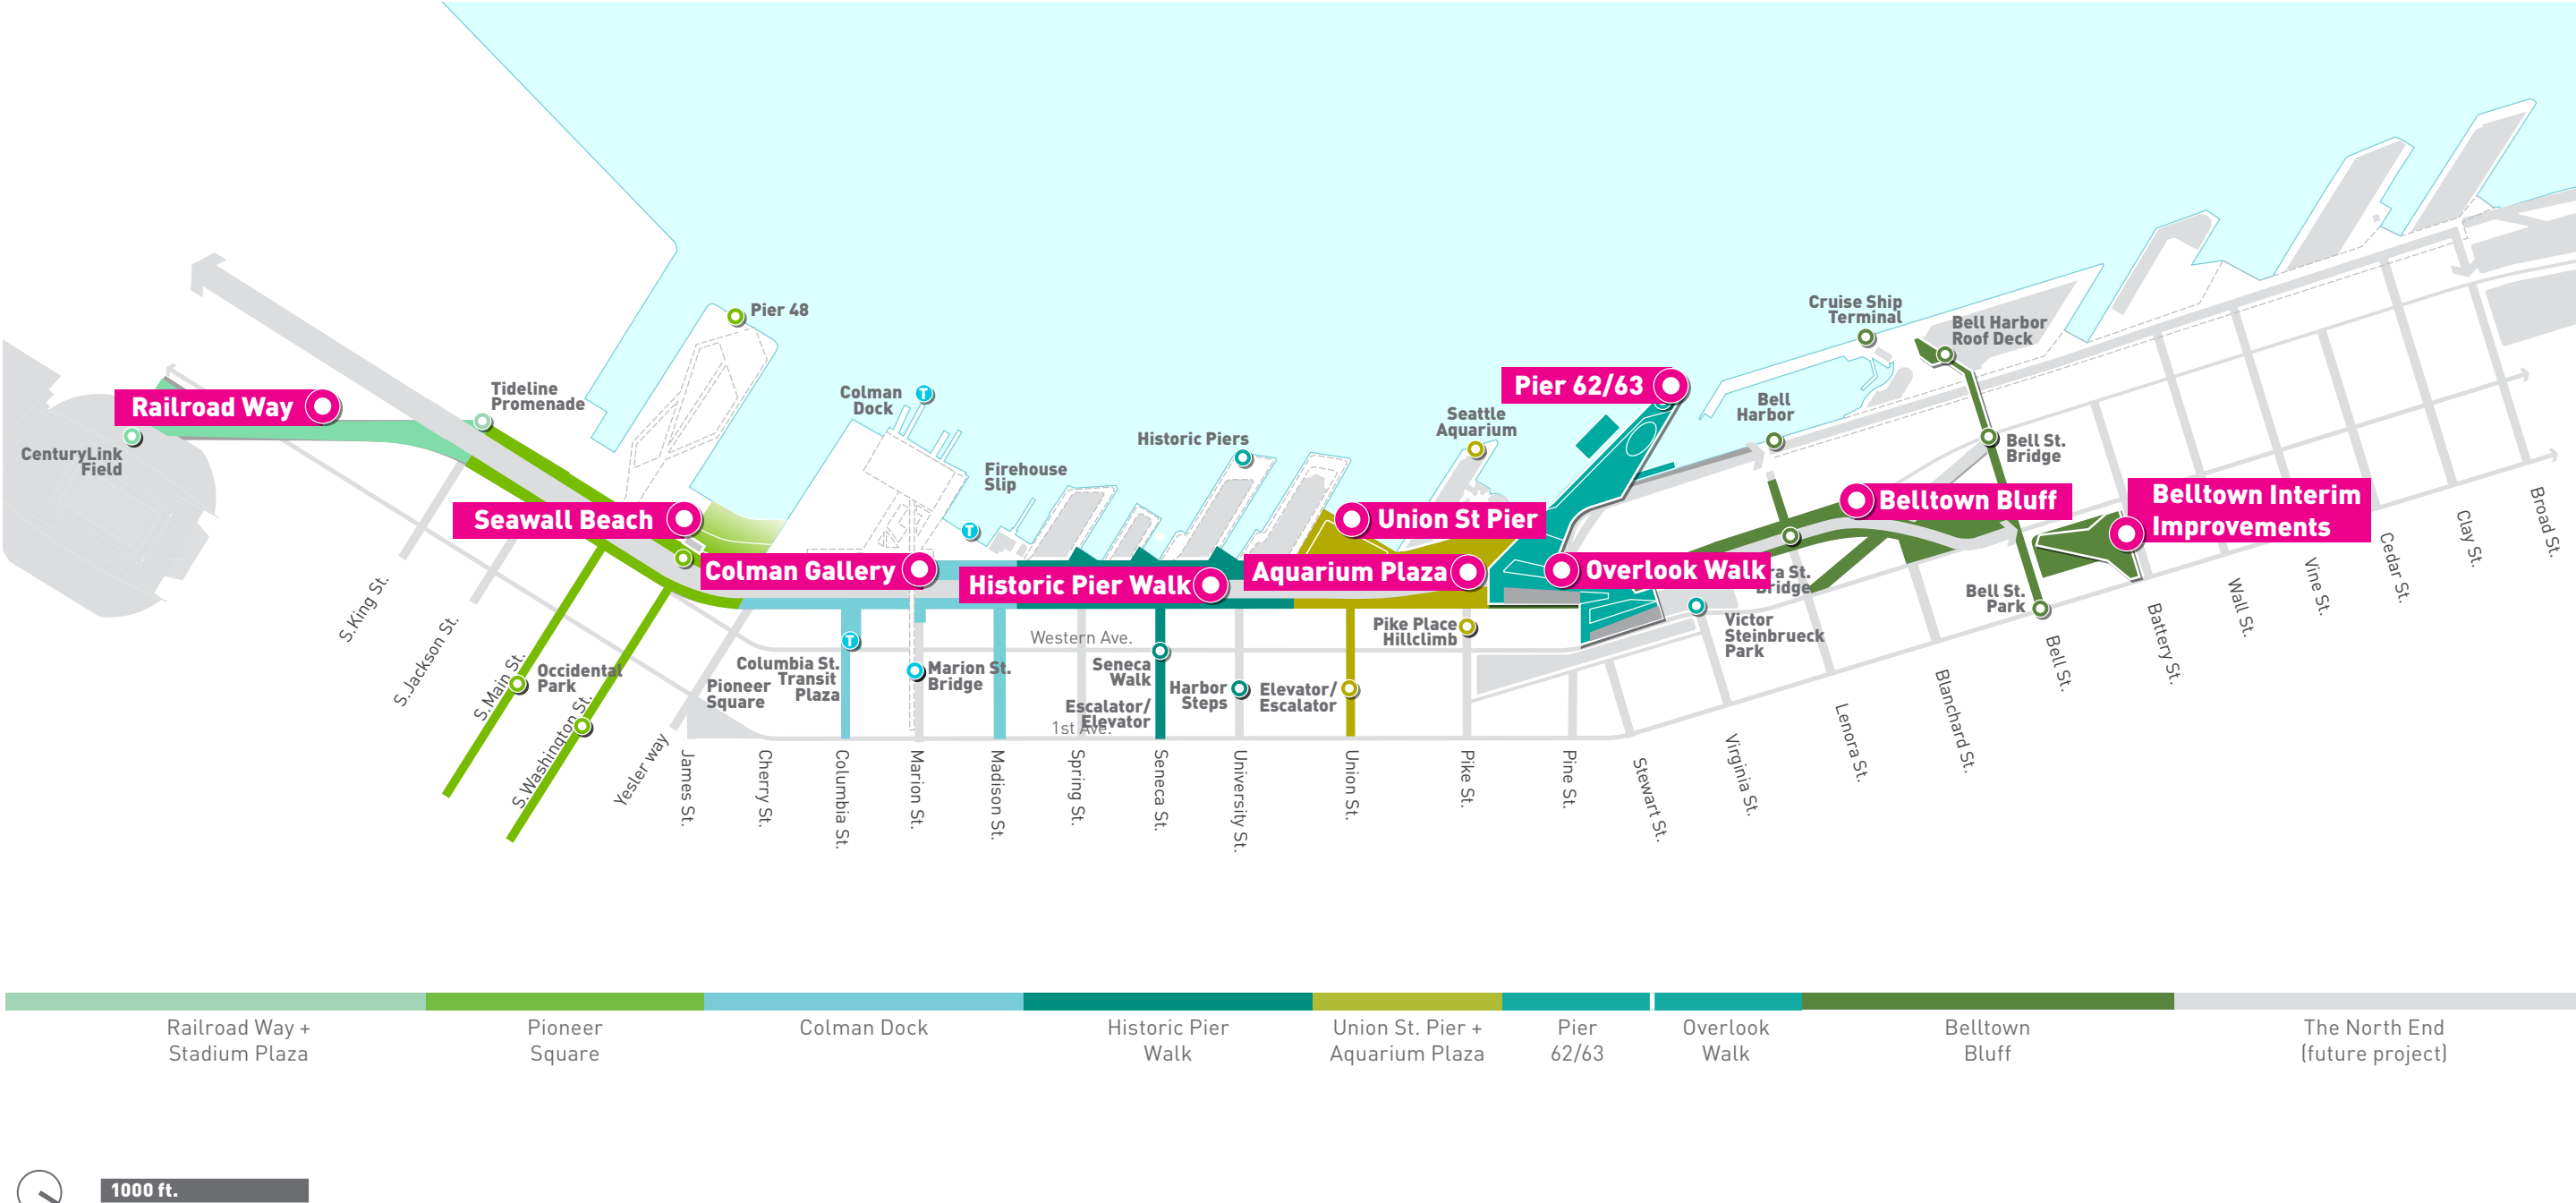 Pier 48
Cruise Ship
Terminal
Bell Harbor
Roof Deck
Tideline
Promenade
Railroad Way
CenturyLink
Field
Colman
Dock
Firehouse
Slip
Historic Piers
Seattle
Aquarium
Pier 62/63
Bell
Harbor
Bell St.
Bridge
Seawall Beach
Union St Pier
Belltown Bluff
Belltown Interim
Improvements
Colman Gallery
Historic Pier Walk
Aquarium Plaza
Overlook Walk
St.
Bridge
Bell St.
Park
Victor
Steinbrueck
Park
Pike Place
Hillclimb
Western Ave.
Occidental
Park
Pioneer
Square
Columbia St.
Transit
Plaza
Marion St.
Bridge
Seneca
Walk
Escalator/
Elevator
Harbor
Steps
Elevator/
Escalator
1st Ave.
T
T
T
S.King St.
S.Jackson St.
S.Main St.
S.Washington St.
Yesler way
James St.
Cherry St.
Columbia St.
Marion St.
Madison St.
Spring St.
Seneca St.
University St.
Union St.
Pike St.
Pine St.
Stewart St.
Virginia St.
Lenora St.
Blanchard St.
Bell St.
Battery St.
Wall St.
Vine St.
Cedar St.
Clay St.
Broad St.
Railroad Way +
Stadium Plaza
Pioneer
Square
Colman Dock
Historic Pier
Walk
Union St. Pier +
Aquarium Plaza
Pier
62/63
Overlook
Walk
Belltown
Bluff
The North End
(future project)
1000 ft.